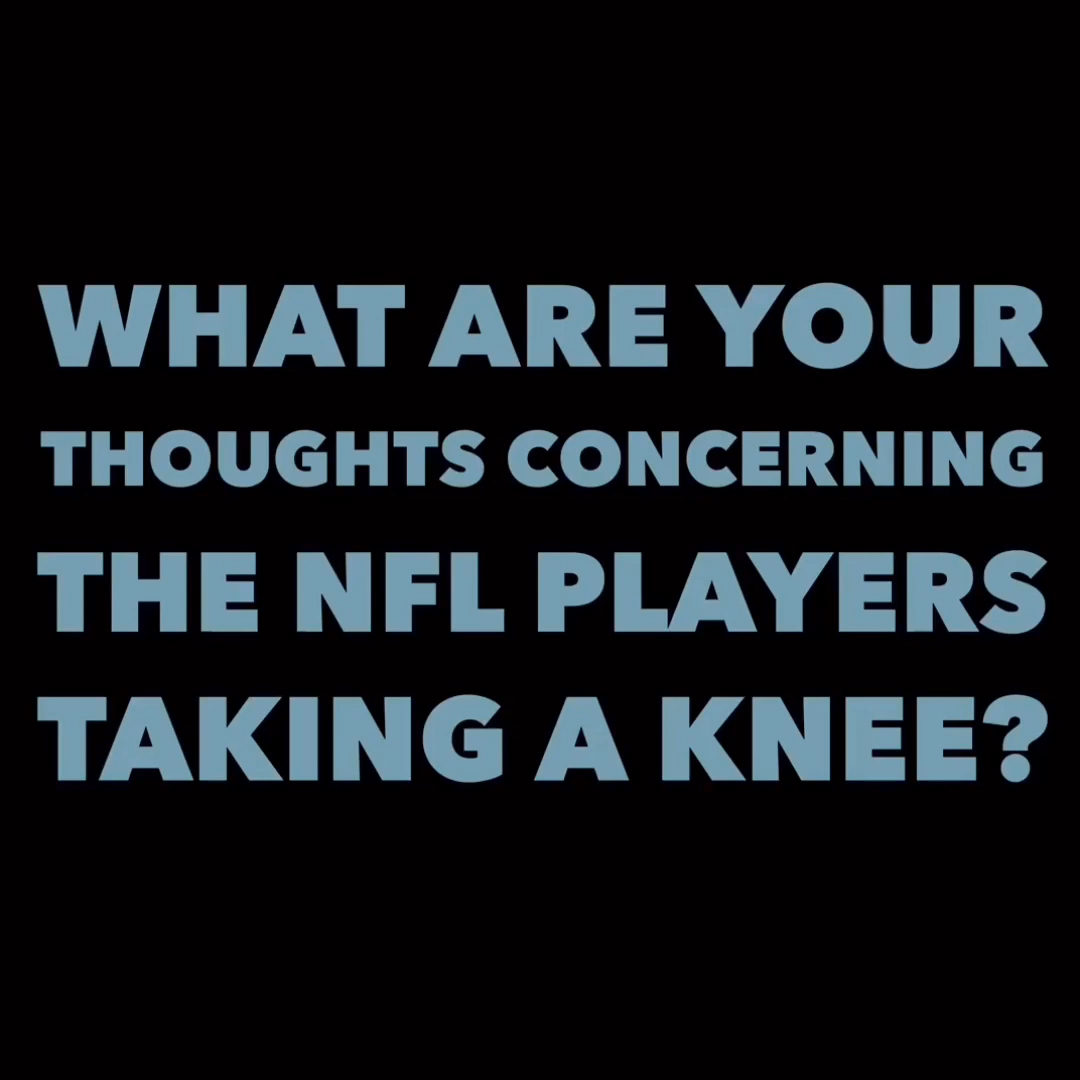 WHAT ARE YOUR
THOUGHTS CONCERNING
THE NFL PLAYERS
TAKING A KNEE?